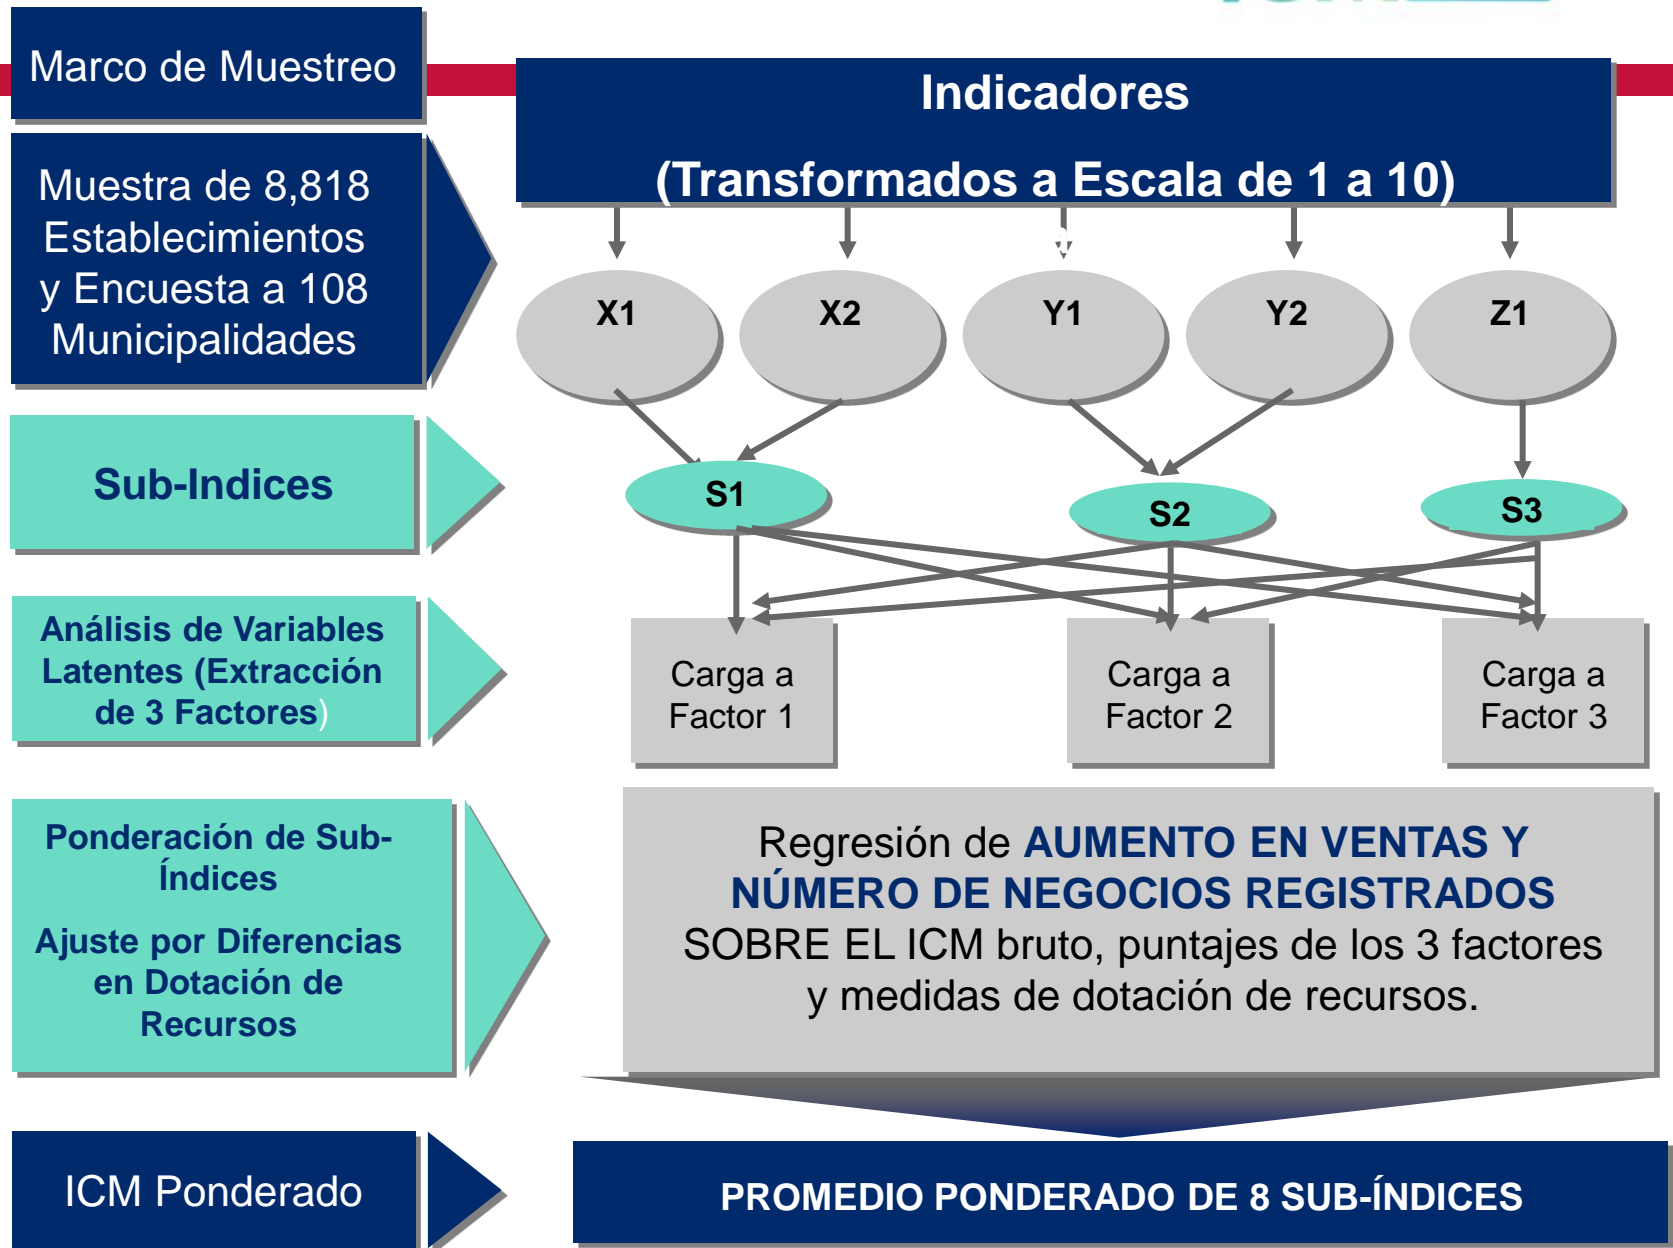 Marco de Muestreo
Indicadores
(Transformados a Escala de 1 a 10)
Muestra de 8,818
Establecimientos
y Encuesta a 108
Municipalidades
X1
X2
Y1
Y2
Z1
Sub-Indices
S1
S2
S3
Análisis de Variables
Latentes (Extracción
de 3 Factores)
Carga a
Factor 1
Carga a
Factor 2
Carga a
Factor 3
Ponderación de Sub-
Índices
Ajuste por Diferencias
en Dotación de
Recursos
Regresión de AUMENTO EN VENTAS Y
NÚMERO DE NEGOCIOS REGISTRADOS
SOBRE EL ICM bruto, puntajes de los 3 factores
y medidas de dotación de recursos.
ICM Ponderado
PROMEDIO PONDERADO DE 8 SUB-ÍNDICES